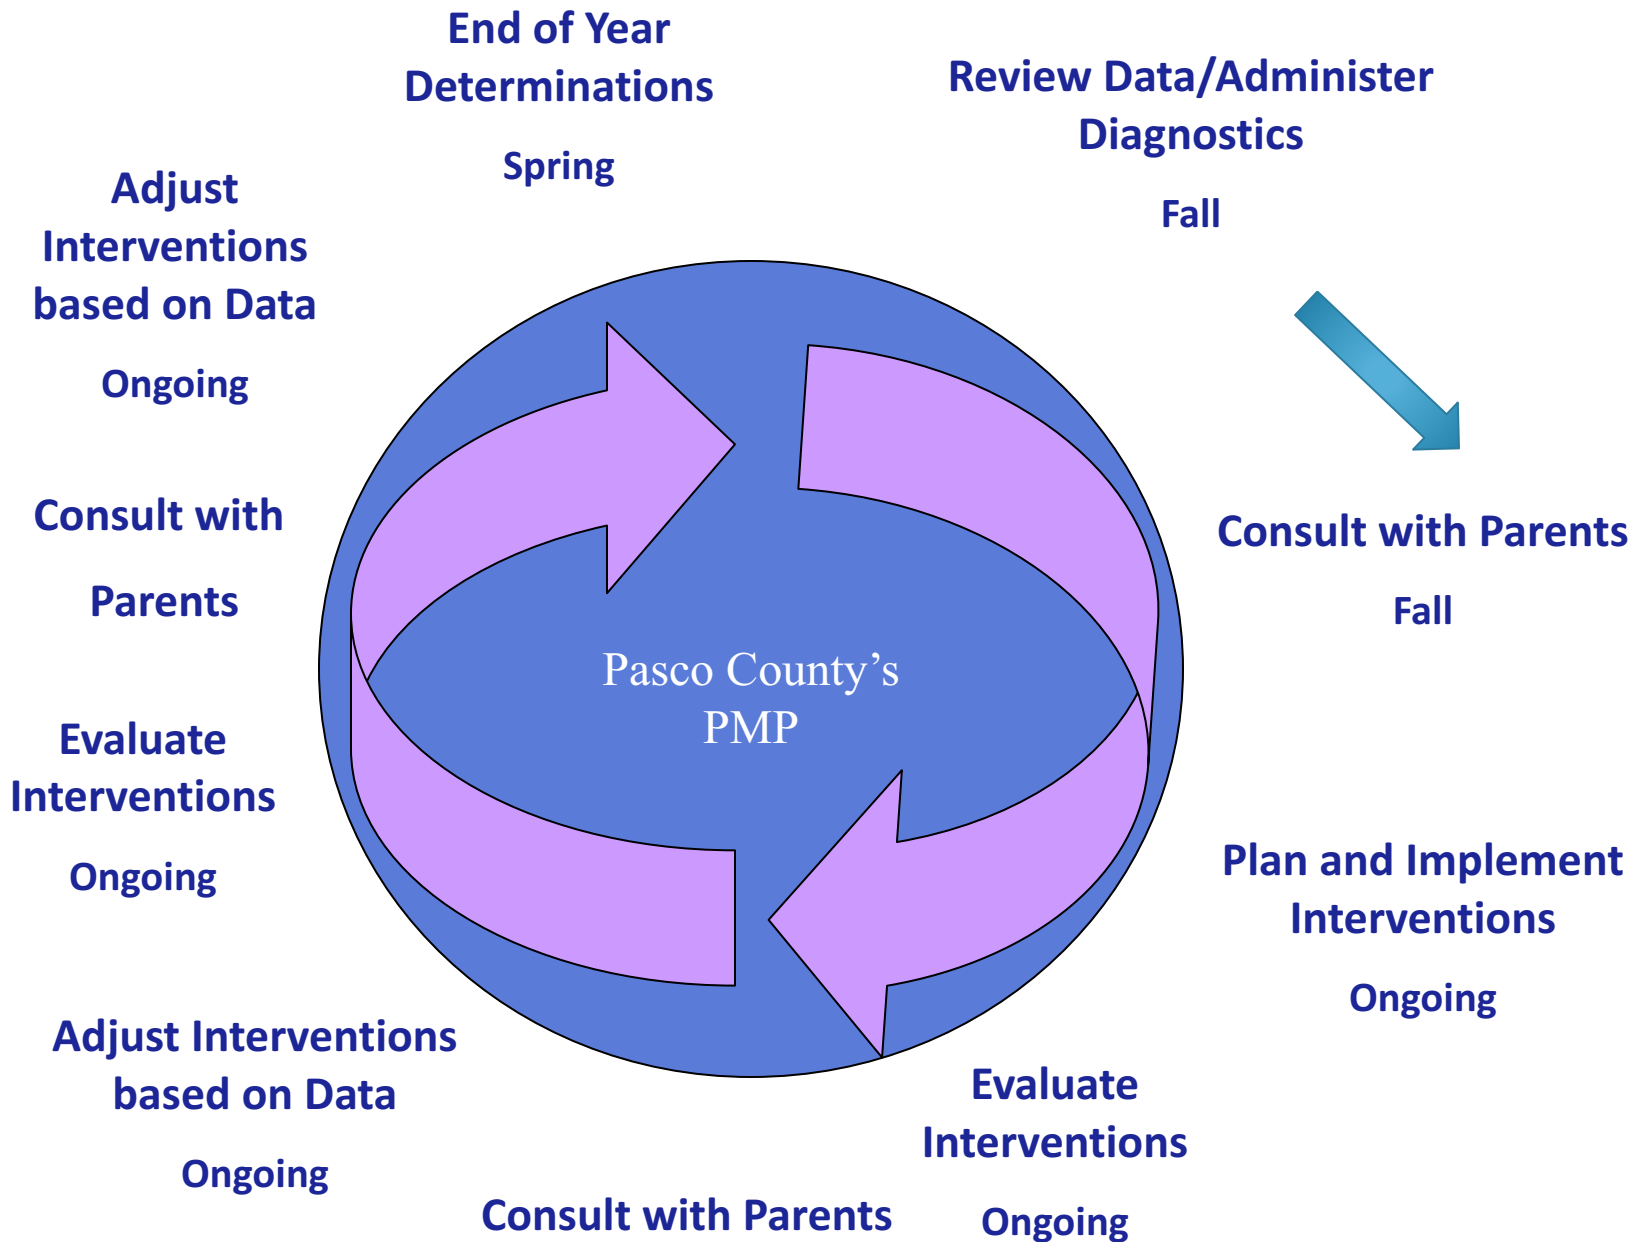 End of Year
Determinations
Spring
Review Data/Administer
Diagnostics
Fall
Consult with Parents
Fall
Plan and Implement
Interventions
Ongoing
Evaluate
Interventions
Ongoing
Consult with Parents
Adjust Interventions
based on Data
Ongoing
Evaluate
Interventions
Ongoing
Consult with
Parents
Adjust
Interventions
based on Data
Ongoing
Pasco County’s
PMP